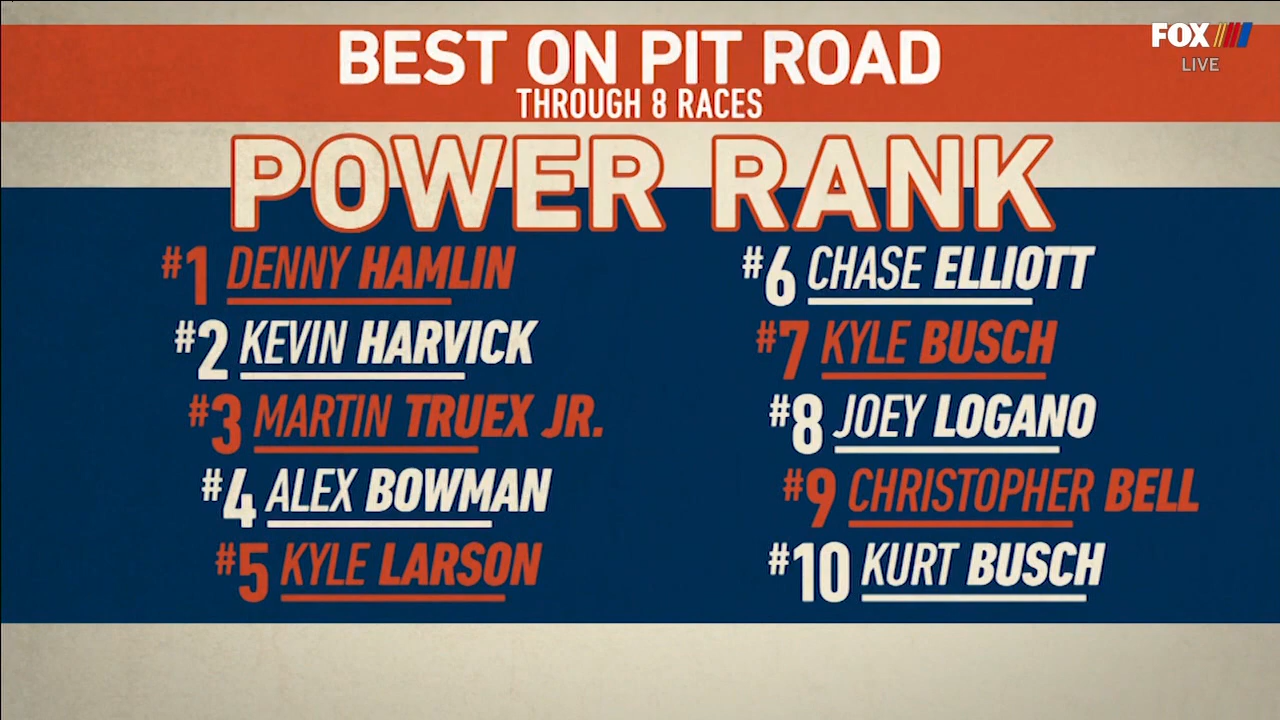 BEST ON PIT ROAD
FOX
LIVE
THROUGH 8 RACES
POWER RANK
#1 DENNY HAMLIN
#2 KEVIN HARVICK
#3 MARTIN TRUEX JR.
#4 ALEX BOWMAN
#5 KYLE LARSON
#6 CHASE ELLIOTT
#7 KYLE BUSCH
#8 JOEY LOGANO
#9 CHRISTOPHER BELL
#10 KURT BUSCH